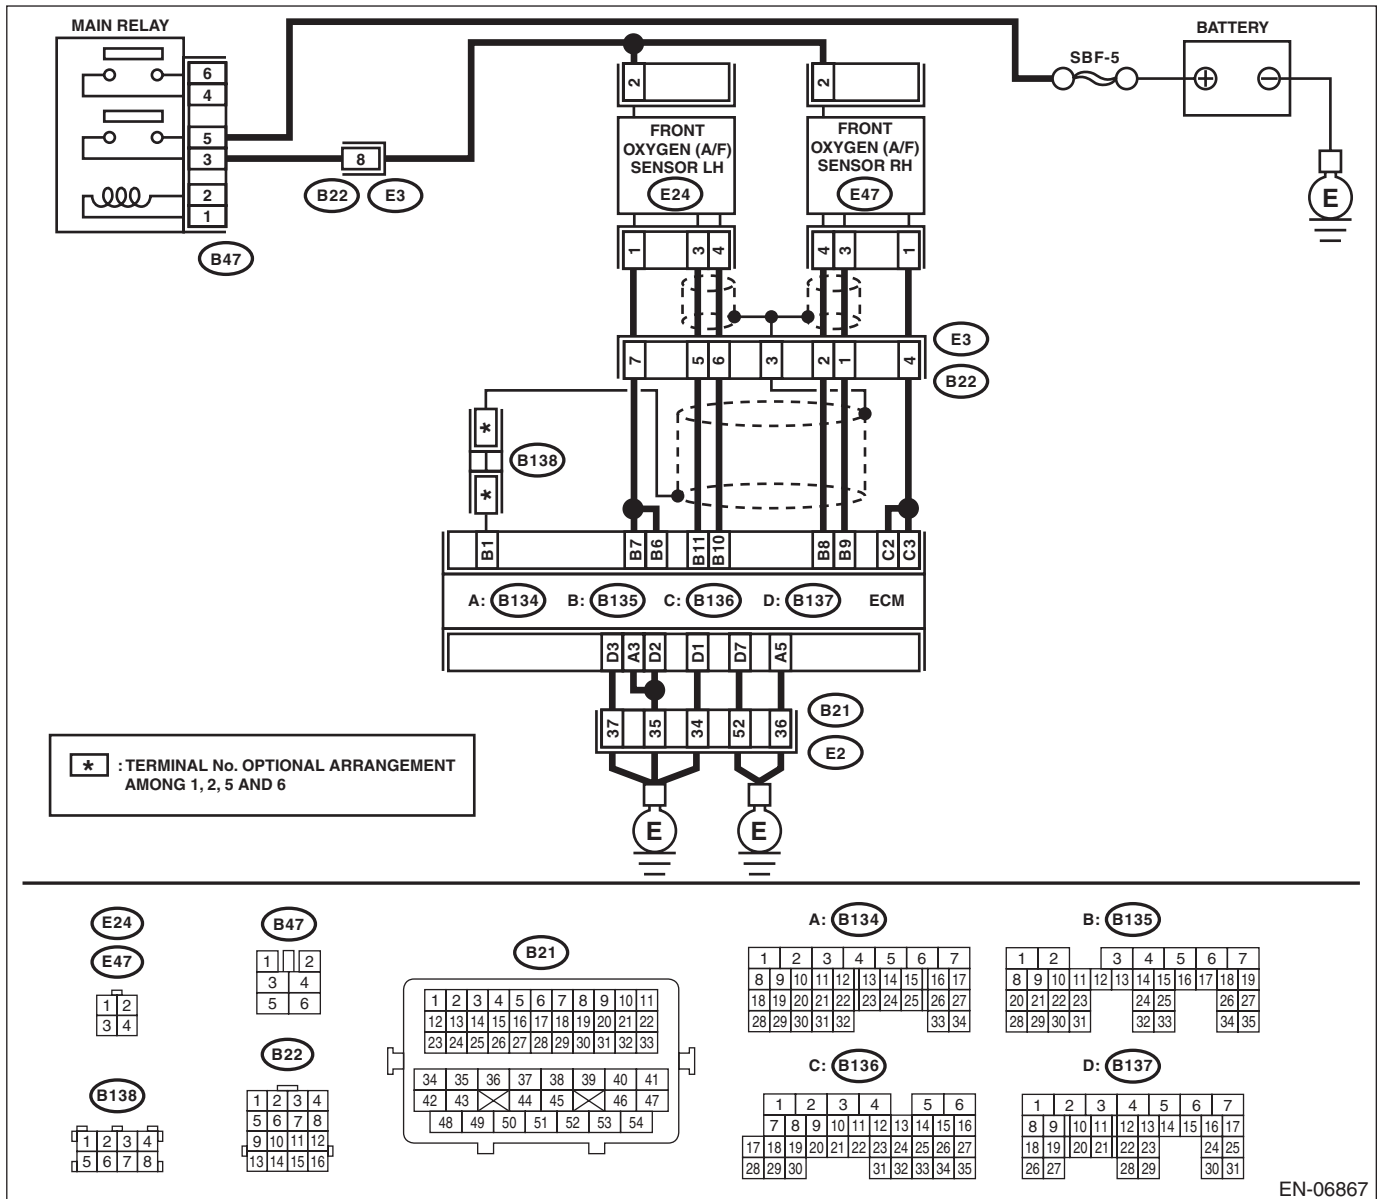 MAIN RELAY
BATTERY
SBF-5
6
4
5
3
2
1
8
B22 E3
B47
2 2
FRONT
OXYGEN (A/F)
SENSOR LH
E24
FRONT
OXYGEN (A/F)
SENSOR RH
E47
E
1 3 4 4 3 1
E3
7 5 6 3 2 1 4
B22
*
B138
*
B1 B7 B6 B11 B10 B8 B9 C2 C3
A: B134 B: B135 C: B136 D: B137 ECM
D3 A3 D2 D1 D7 A5
B21
37 35 34 52 36
E2
* : TERMINAL No. OPTIONAL ARRANGEMENT
AMONG 1, 2, 5 AND 6
E E
E24
E47
1 2
3 4
B47
1 2
3 4
5 6
B138
1 2 3 4
5 6 7 8
B22
1 2 3 4
5 6 7 8
9 10 11 12
13 14 15 16
B21
1 2 3 4 5 6 7 8 9 10 11
12 13 14 15 16 17 18 19 20 21 22
23 24 25 26 27 28 29 30 31 32 33
34 35 36 37 38 39 40 41
42 43 44 45 46 47
48 49 50 51 52 53 54
A: B134
1 2 3 4 5 6 7
8 9 10 11 12 13 14 15 16 17
18 19 20 21 22 23 24 25 26 27
28 29 30 31 32 33 34
B: B135
1 2 3 4 5 6 7
8 9 10 11 12 13 14 15 16 17 18 19
20 21 22 23 24 25 26 27
28 29 30 31 32 33 34 35
C: B136
1 2 3 4 5 6
7 8 9 10 11 12 13 14 15 16
17 18 19 20 21 22 23 24 25 26 27
28 29 30 31 32 33 34 35
D: B137
1 2 3 4 5 6 7
8 9 10 11 12 13 14 15 16 17
18 19 20 21 22 23 24 25
26 27 28 29 30 31
EN-06867